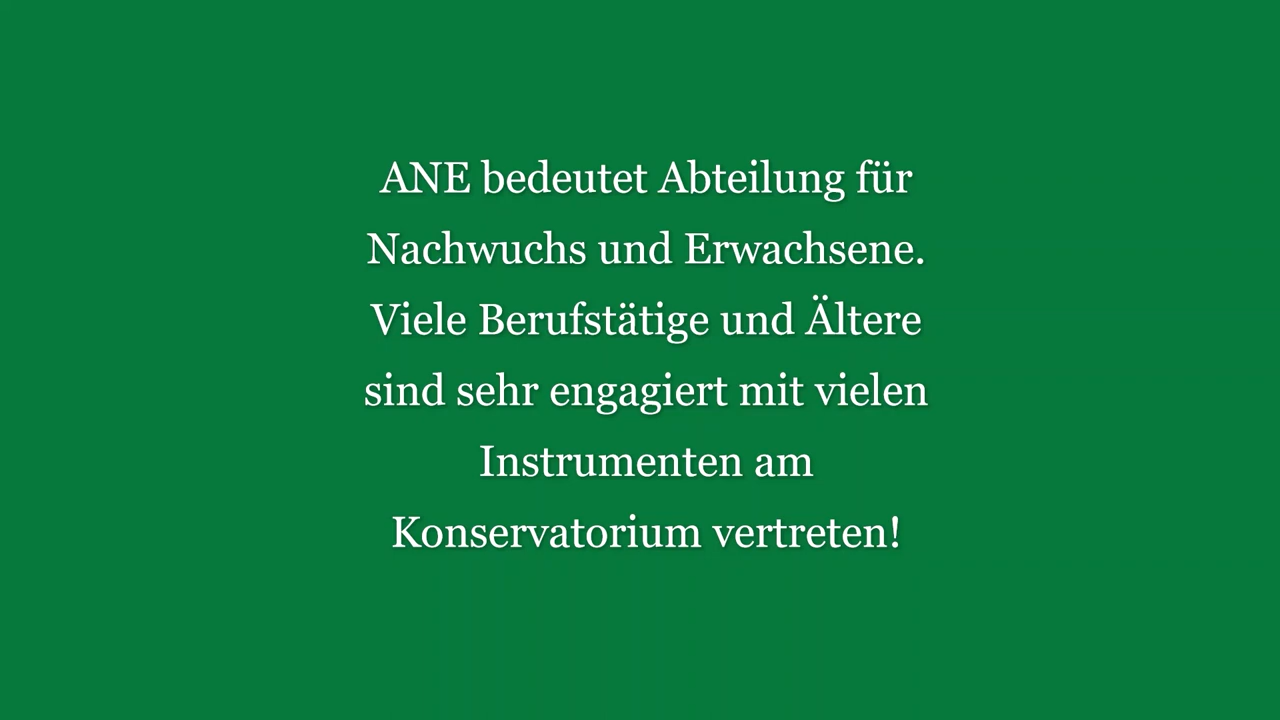 ANE bedeutet Abteilung für
Nachwuchs und Erwachsene.
Viele Berufstätige und Ältere
sind sehr engagiert mit vielen
Instrumenten am
Konservatorium vertreten!